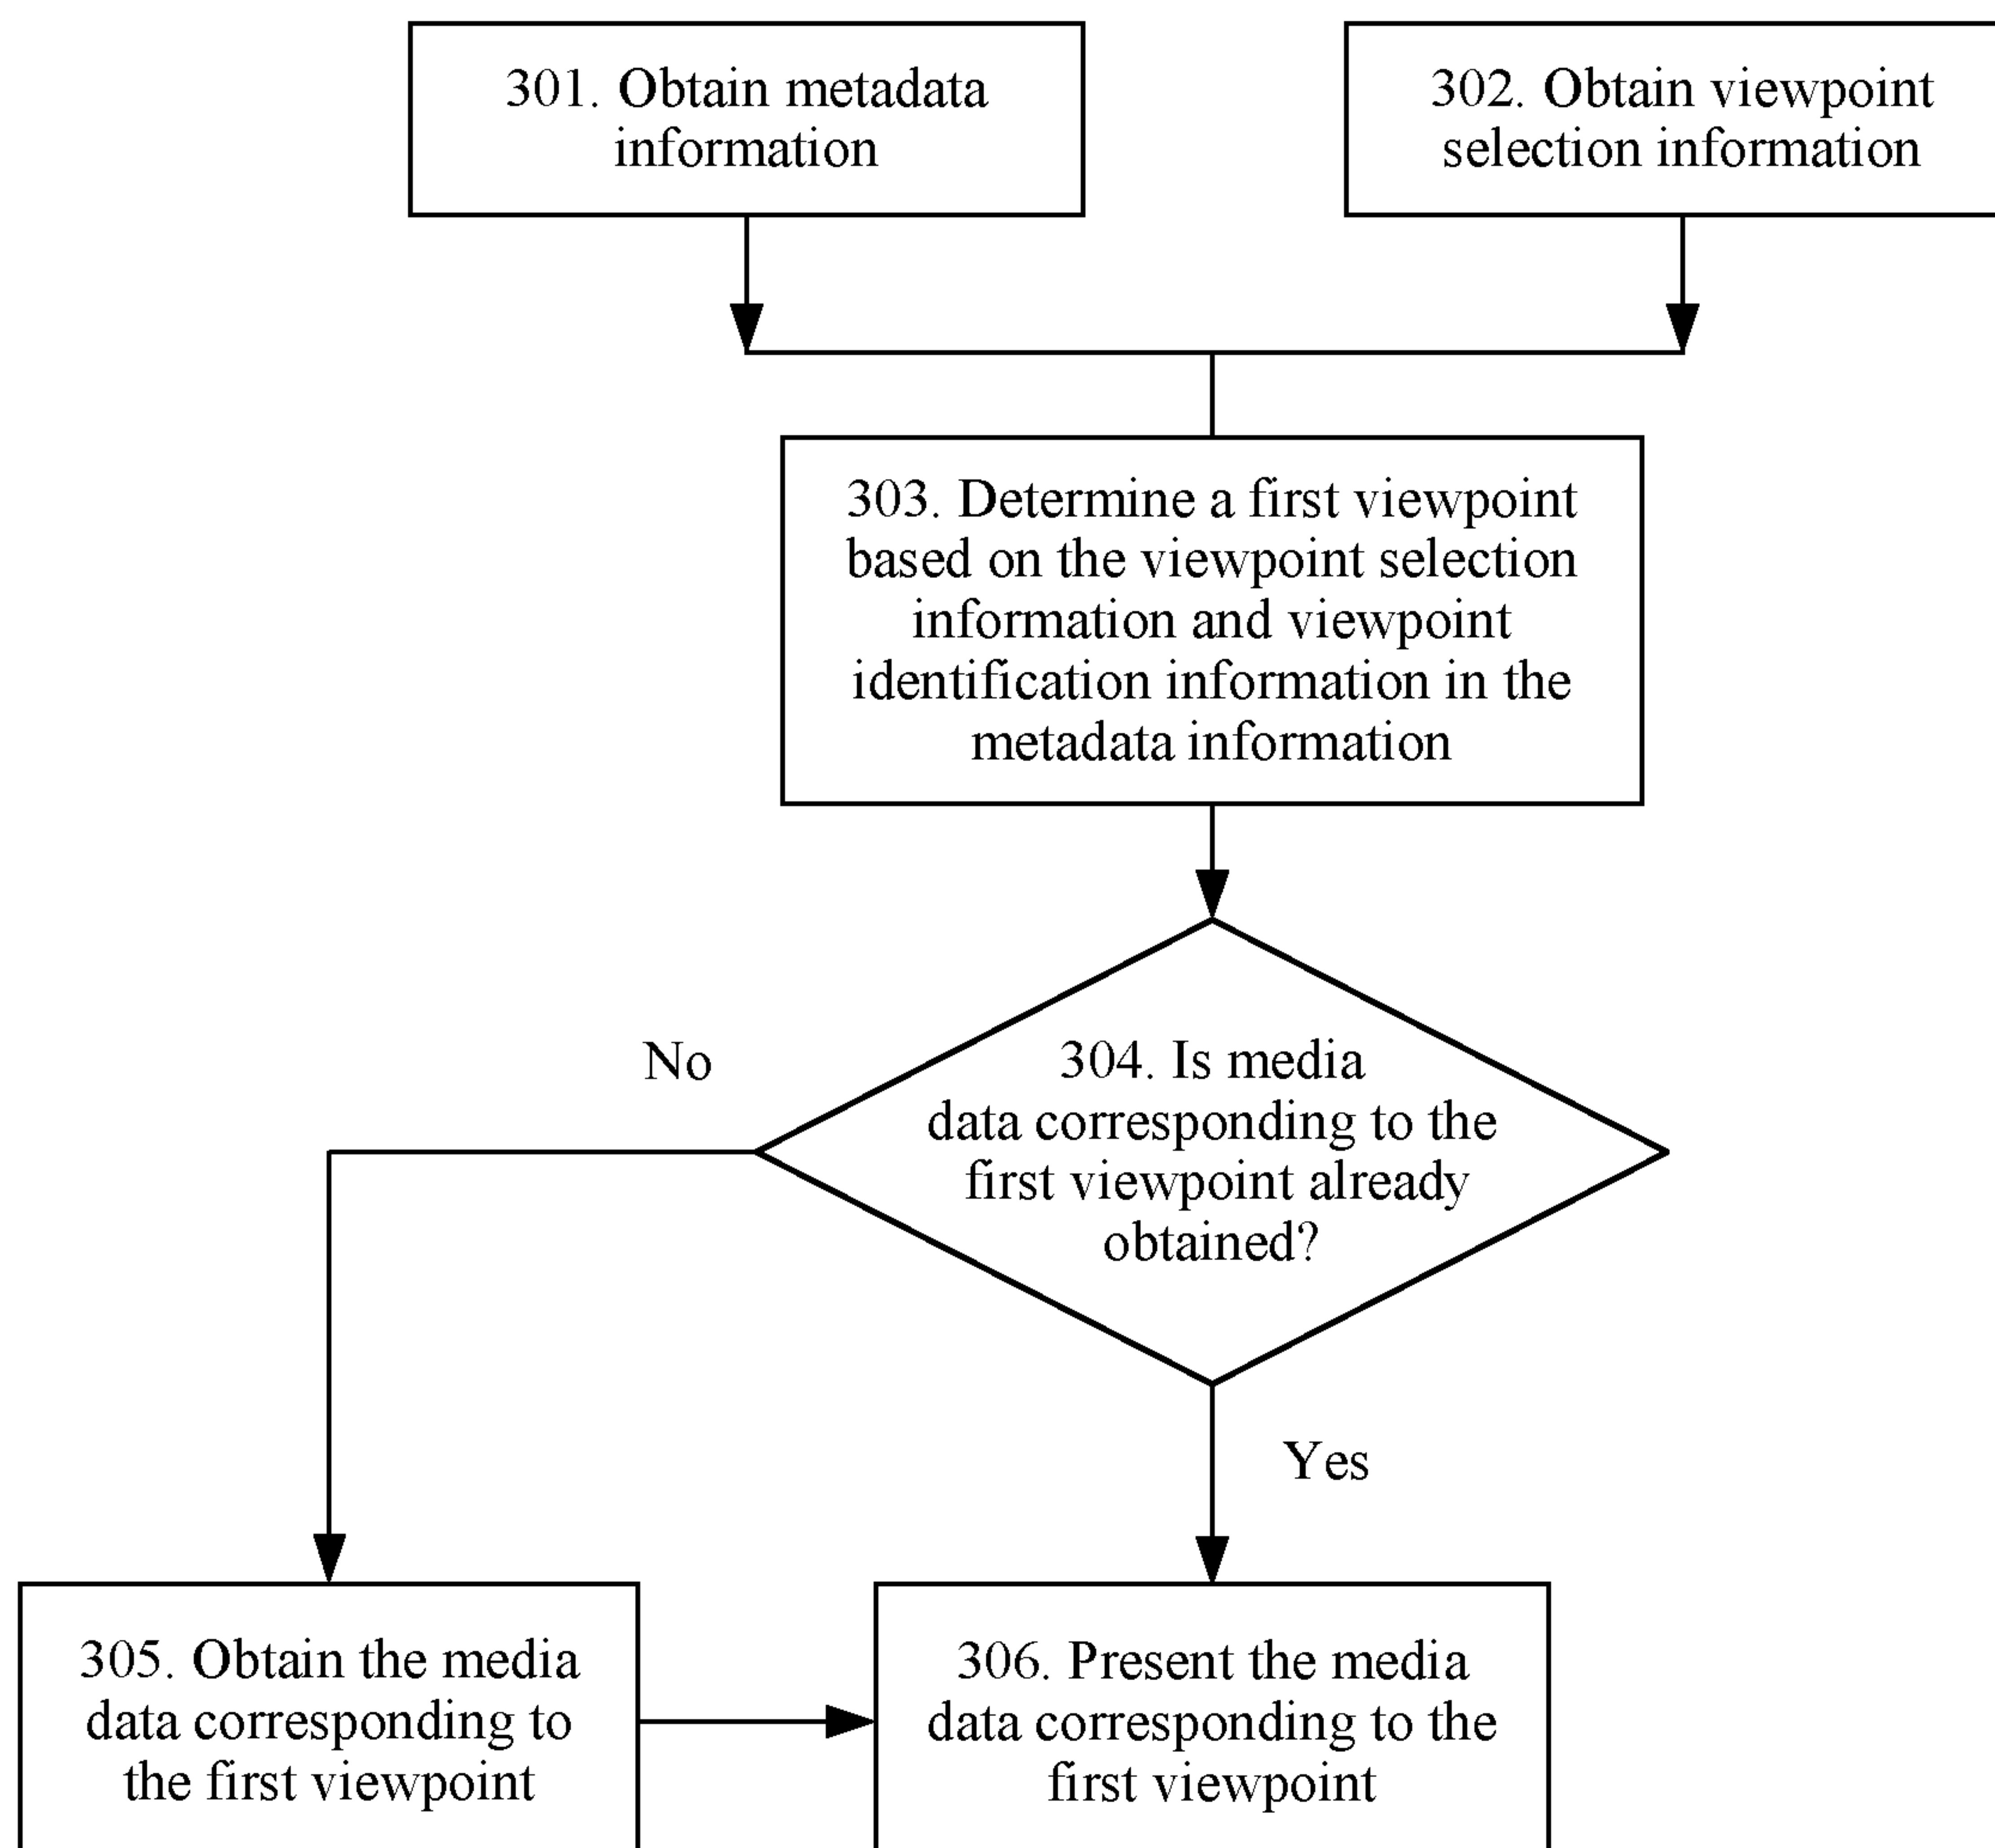 301. Obtain metadata
information
302. Obtain viewpoint
selection information
303. Determine a first viewpoint
based on the viewpoint selection
information and viewpoint
identification information in the
metadata information
304. Is media
data corresponding to the
first viewpoint already
obtained?
No
Yes
305. Obtain the media
data corresponding to
the first viewpoint
306. Present the media
data corresponding to the
first viewpoint